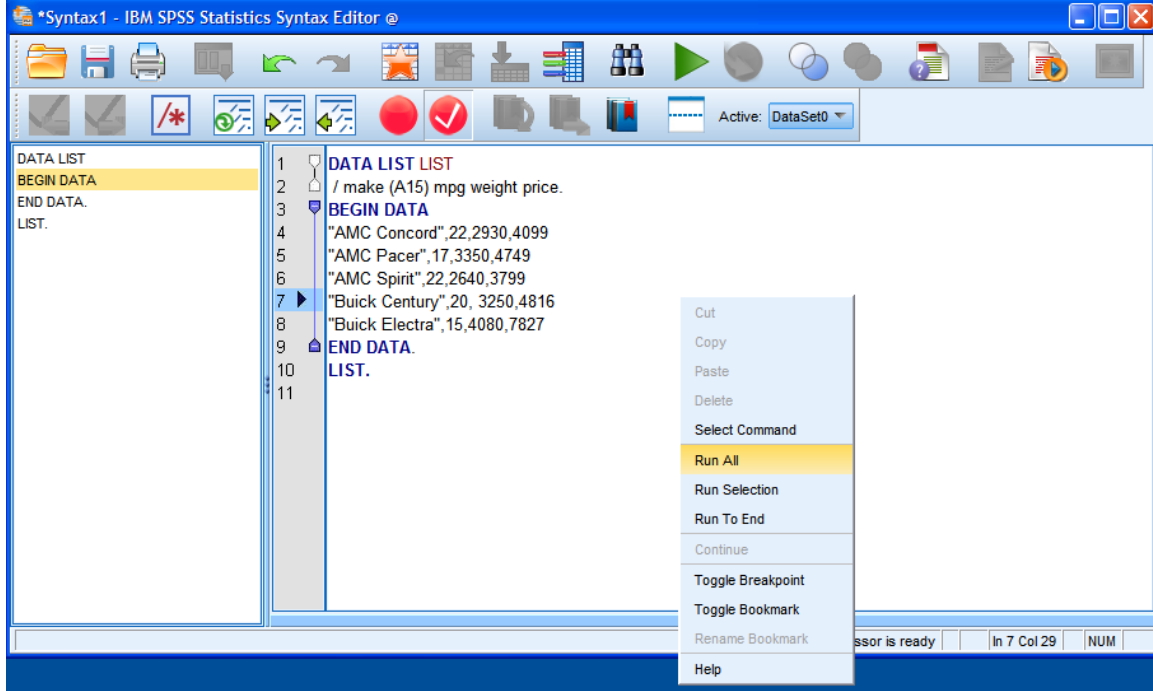 *Syntax1 - IBM SPSS Statistics Syntax Editor @
/*
Active: DataSet0
DATA LIST
BEGIN DATA
END DATA.
LIST.
1 DATA LIST LIST
2 / make (A15) mpg weight price.
3 BEGIN DATA
4 "AMC Concord",22,2930,4099
5 "AMC Pacer",17,3350,4749
6 "AMC Spirit",22,2640,3799
7 "Buick Century",20, 3250,4816
8 "Buick Electra",15,4080,7827
9 END DATA.
10 LIST.
11
Cut
Copy
Paste
Delete
Select Command
Run All
Run Selection
Run To End
Continue
Toggle Breakpoint
Toggle Bookmark
Rename Bookmark
Help
ssor is ready In 7 Col 29 NUM